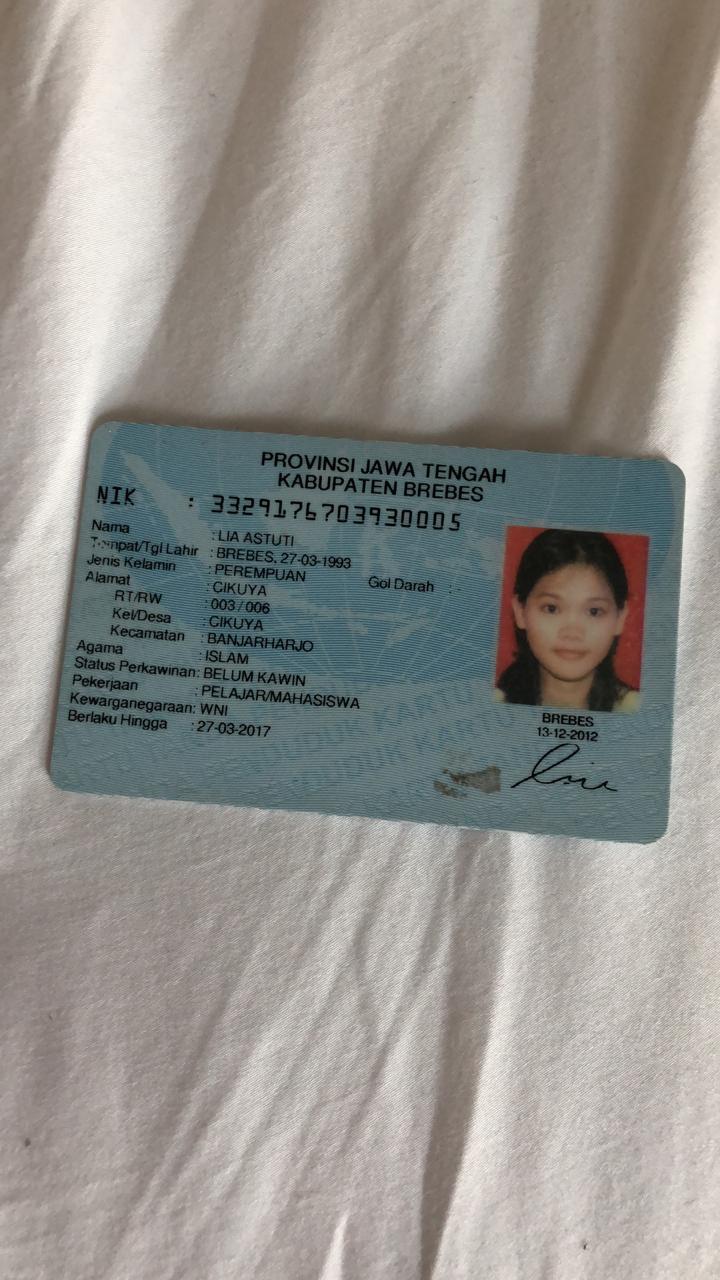 PROVINSI JAWA TENGAH
KABUPATEN BREBES
NIK : 3329176703930005
Nama : LIA ASTUTI
Tempat/Tgl Lahir : BREBES, 27-03-1993
Jenis Kelamin : PEREMPUAN Gol Darah : -
Alamat : CIKUYA
RT/RW : 003 / 006
Kel/Desa : CIKUYA
Kecamatan : BANJARHARJO
Agama : ISLAM
Status Perkawinan: BELUM KAWIN
Pekerjaan : PELAJAR/MAHASISWA
Kewarganegaraan: WNI
Berlaku Hingga : 27-03-2017
BREBES
13-12-2012